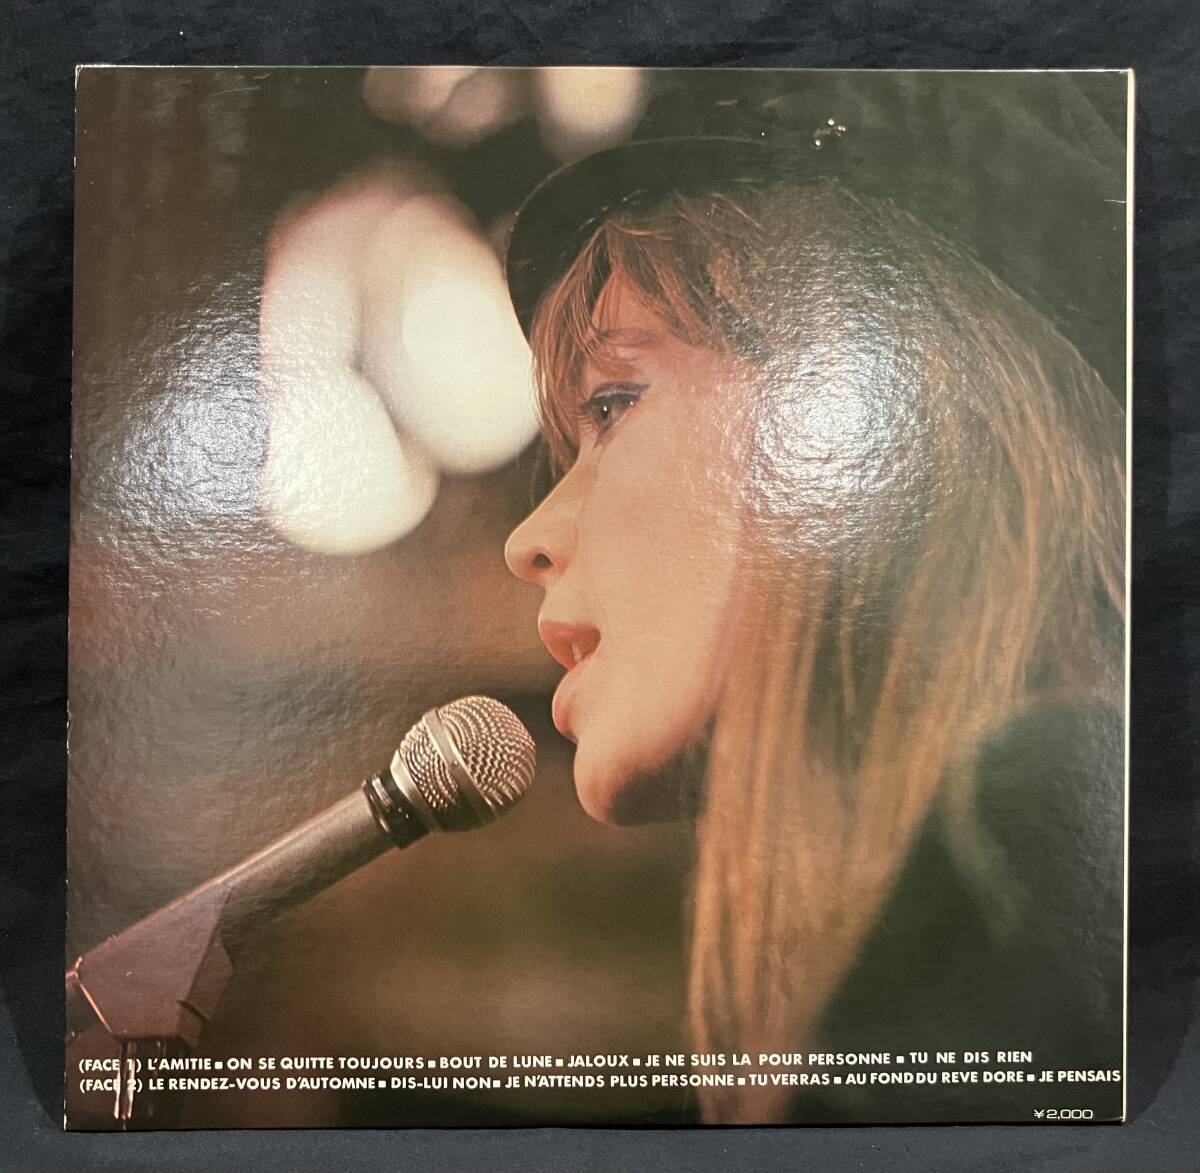 (FACE 1) L'AMITIE ■ ON SE QUITTE TOUJOURS ■ BOUT DE LUNE ■ JALOUX ■ JE NE SUIS LA POUR PERSONNE ■ TU NE DIS RIEN
(FACE 2) LE RENDEZ-VOUS D'AUTOMNE ■ DIS-LUI NON ■ JE N'ATTENDS PLUS PERSONNE ■ TU VERRAS ■ AU FOND DU REVE DORE ■ JE PENSAIS
¥2,000